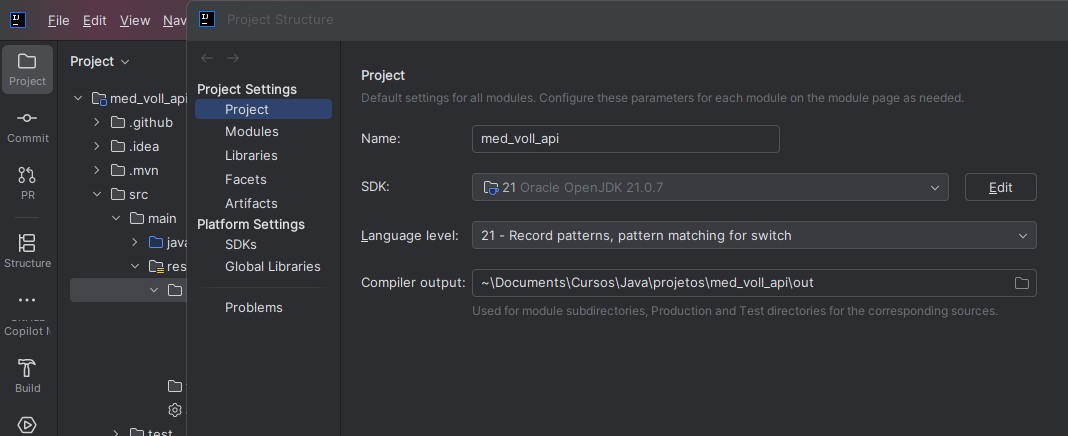 File Edit View Nav
Project Structure
Project
Commit
PR
Structure
Copilot
Build
Project
med_voll_api
.github
.idea
.mvn
src
main
java
res
test
Project Settings
Project
Modules
Libraries
Facets
Artifacts
Platform Settings
SDKs
Global Libraries
Problems
Project
Default settings for all modules. Configure these parameters for each module on the module page as needed.
Name: med_voll_api
SDK: 21 Oracle OpenJDK 21.0.7 Edit
Language level: 21 - Record patterns, pattern matching for switch
Compiler output: ~\Documents\Cursos\Java\projetos\med_voll_api\out
Used for module subdirectories, Production and Test directories for the corresponding sources.